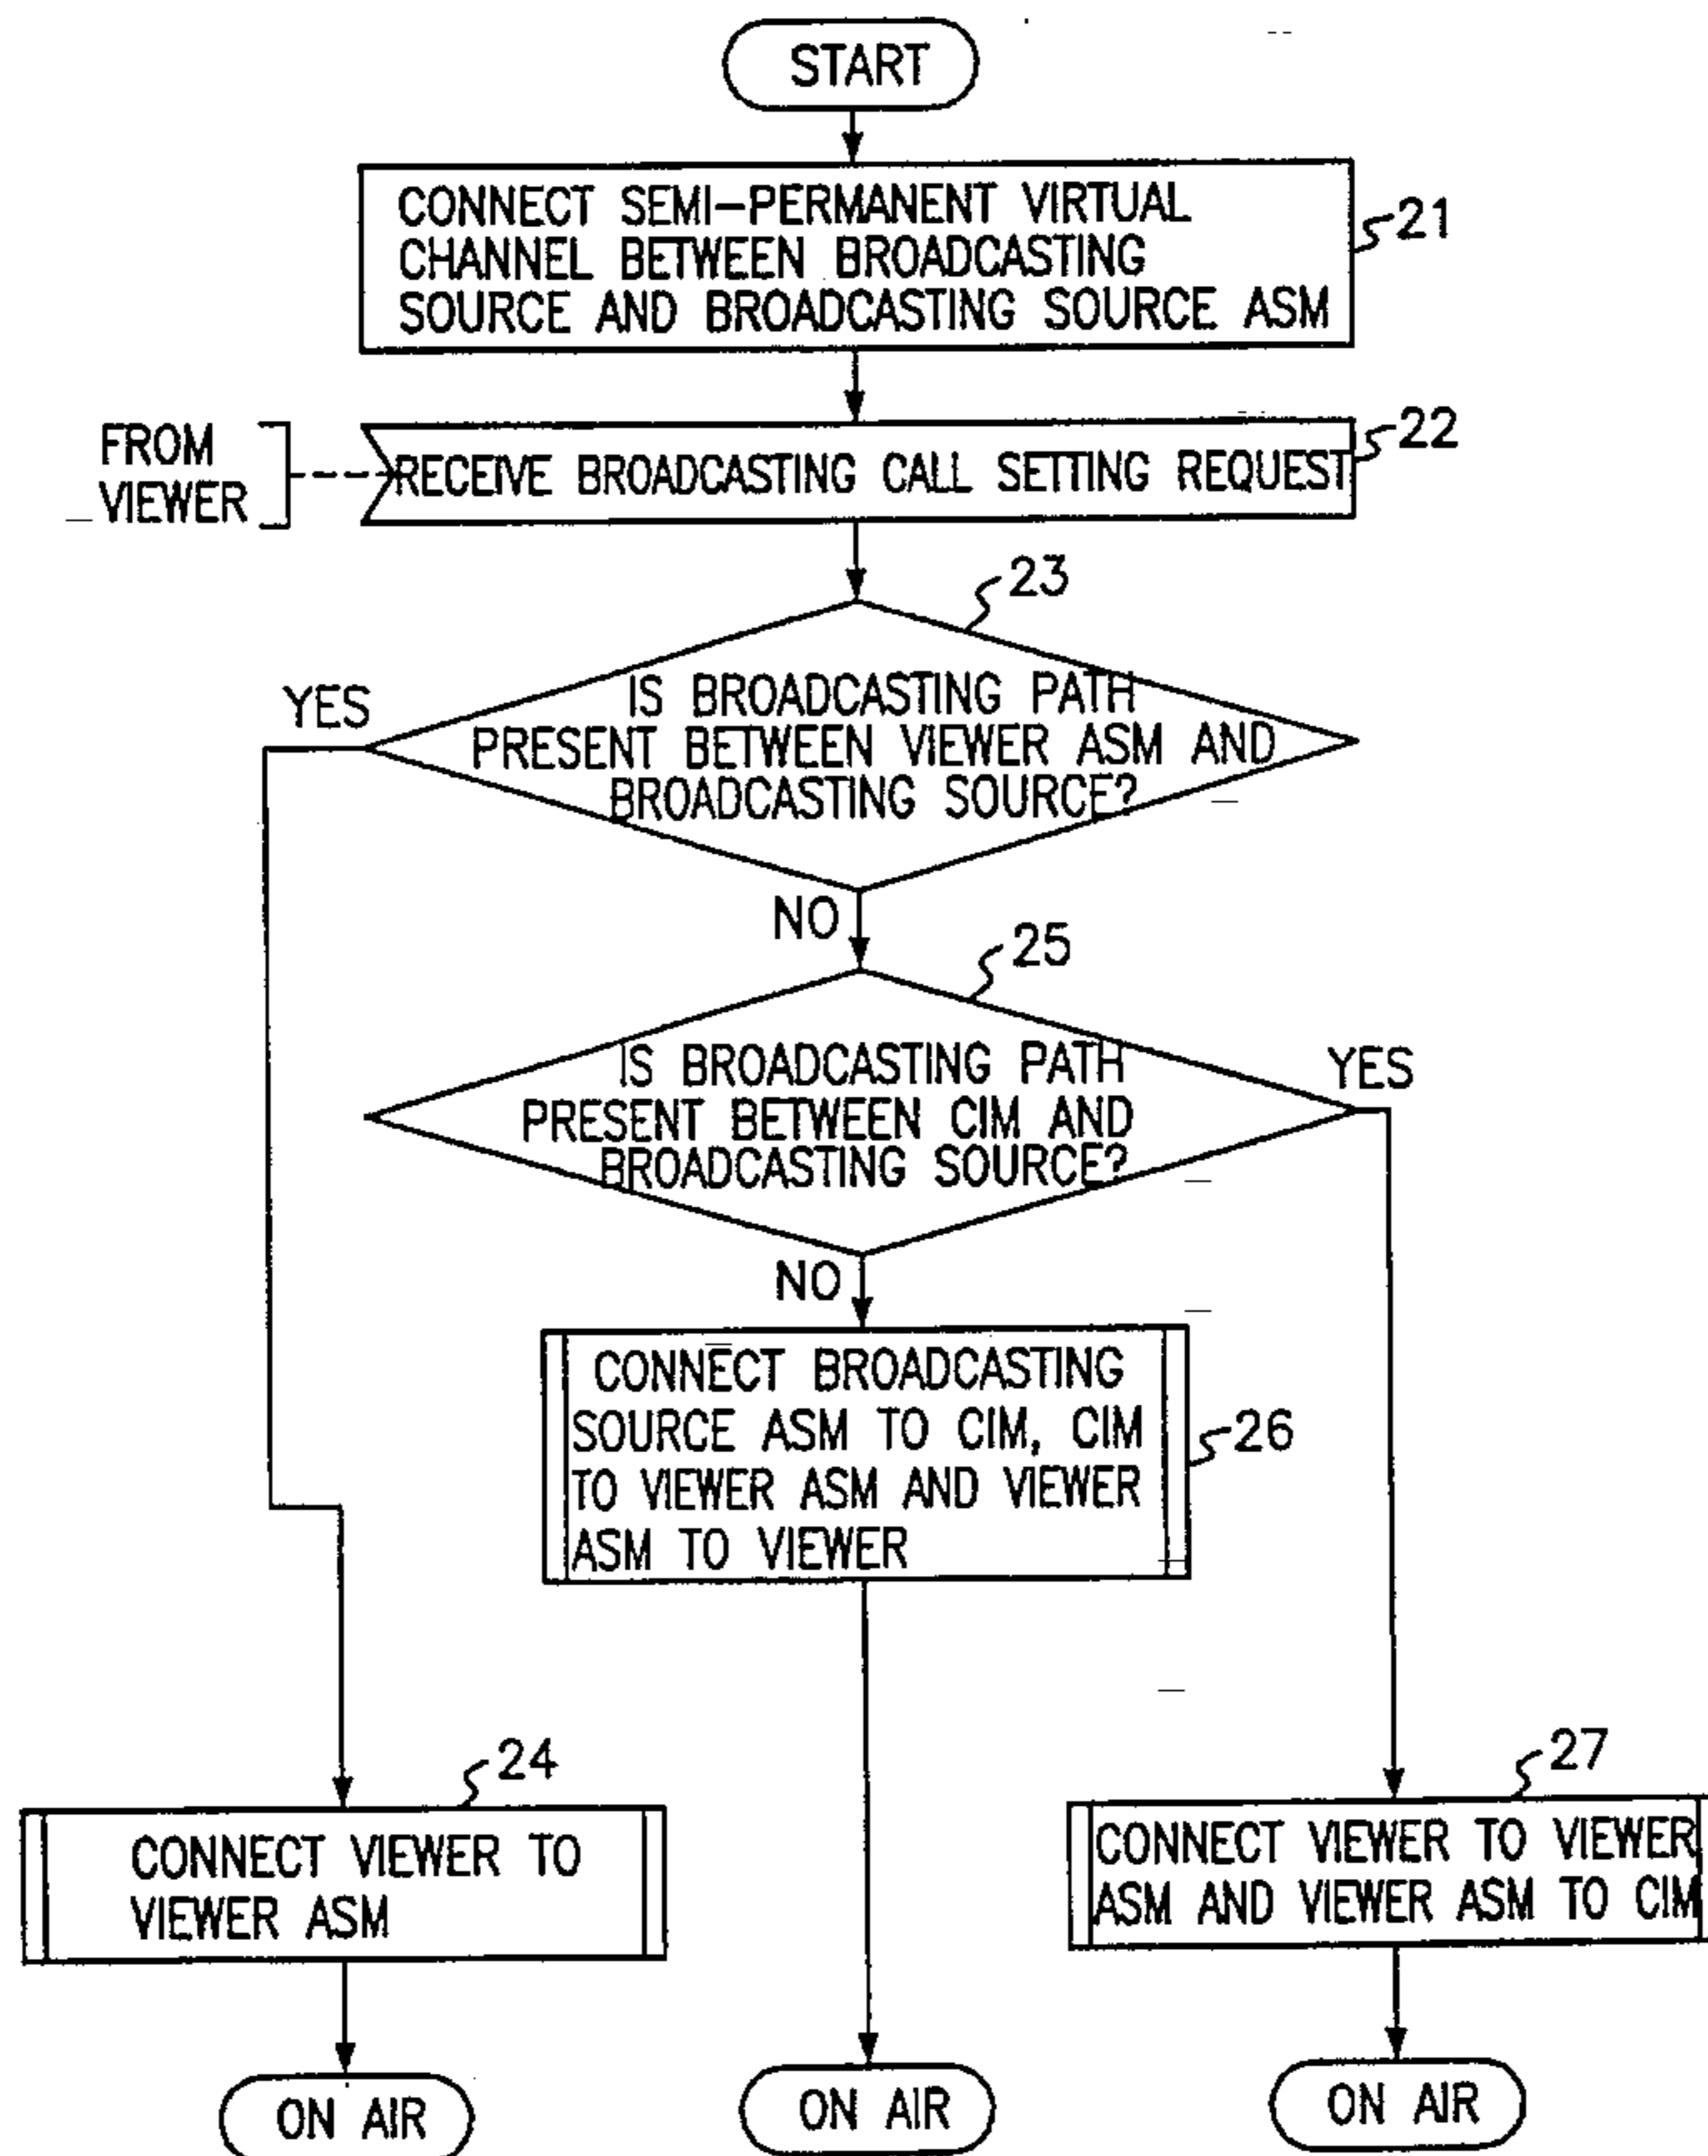 START
CONNECT SEMI-PERMANENT VIRTUAL
CHANNEL BETWEEN BROADCASTING
SOURCE AND BROADCASTING SOURCE ASM
21
FROM
VIEWER
RECEIVE BROADCASTING CALL SETTING REQUEST
22
23
YES
IS BROADCASTING PATH
PRESENT BETWEEN VIEWER ASM AND
BROADCASTING SOURCE?
NO
25
IS BROADCASTING PATH
PRESENT BETWEEN CIM AND
BROADCASTING SOURCE?
YES
NO
CONNECT BROADCASTING
SOURCE ASM TO CIM, CIM
TO VIEWER ASM AND VIEWER
ASM TO VIEWER
26
24
CONNECT VIEWER TO
VIEWER ASM
27
CONNECT VIEWER TO VIEWER
ASM AND VIEWER ASM TO CIM
ON AIR
ON AIR
ON AIR